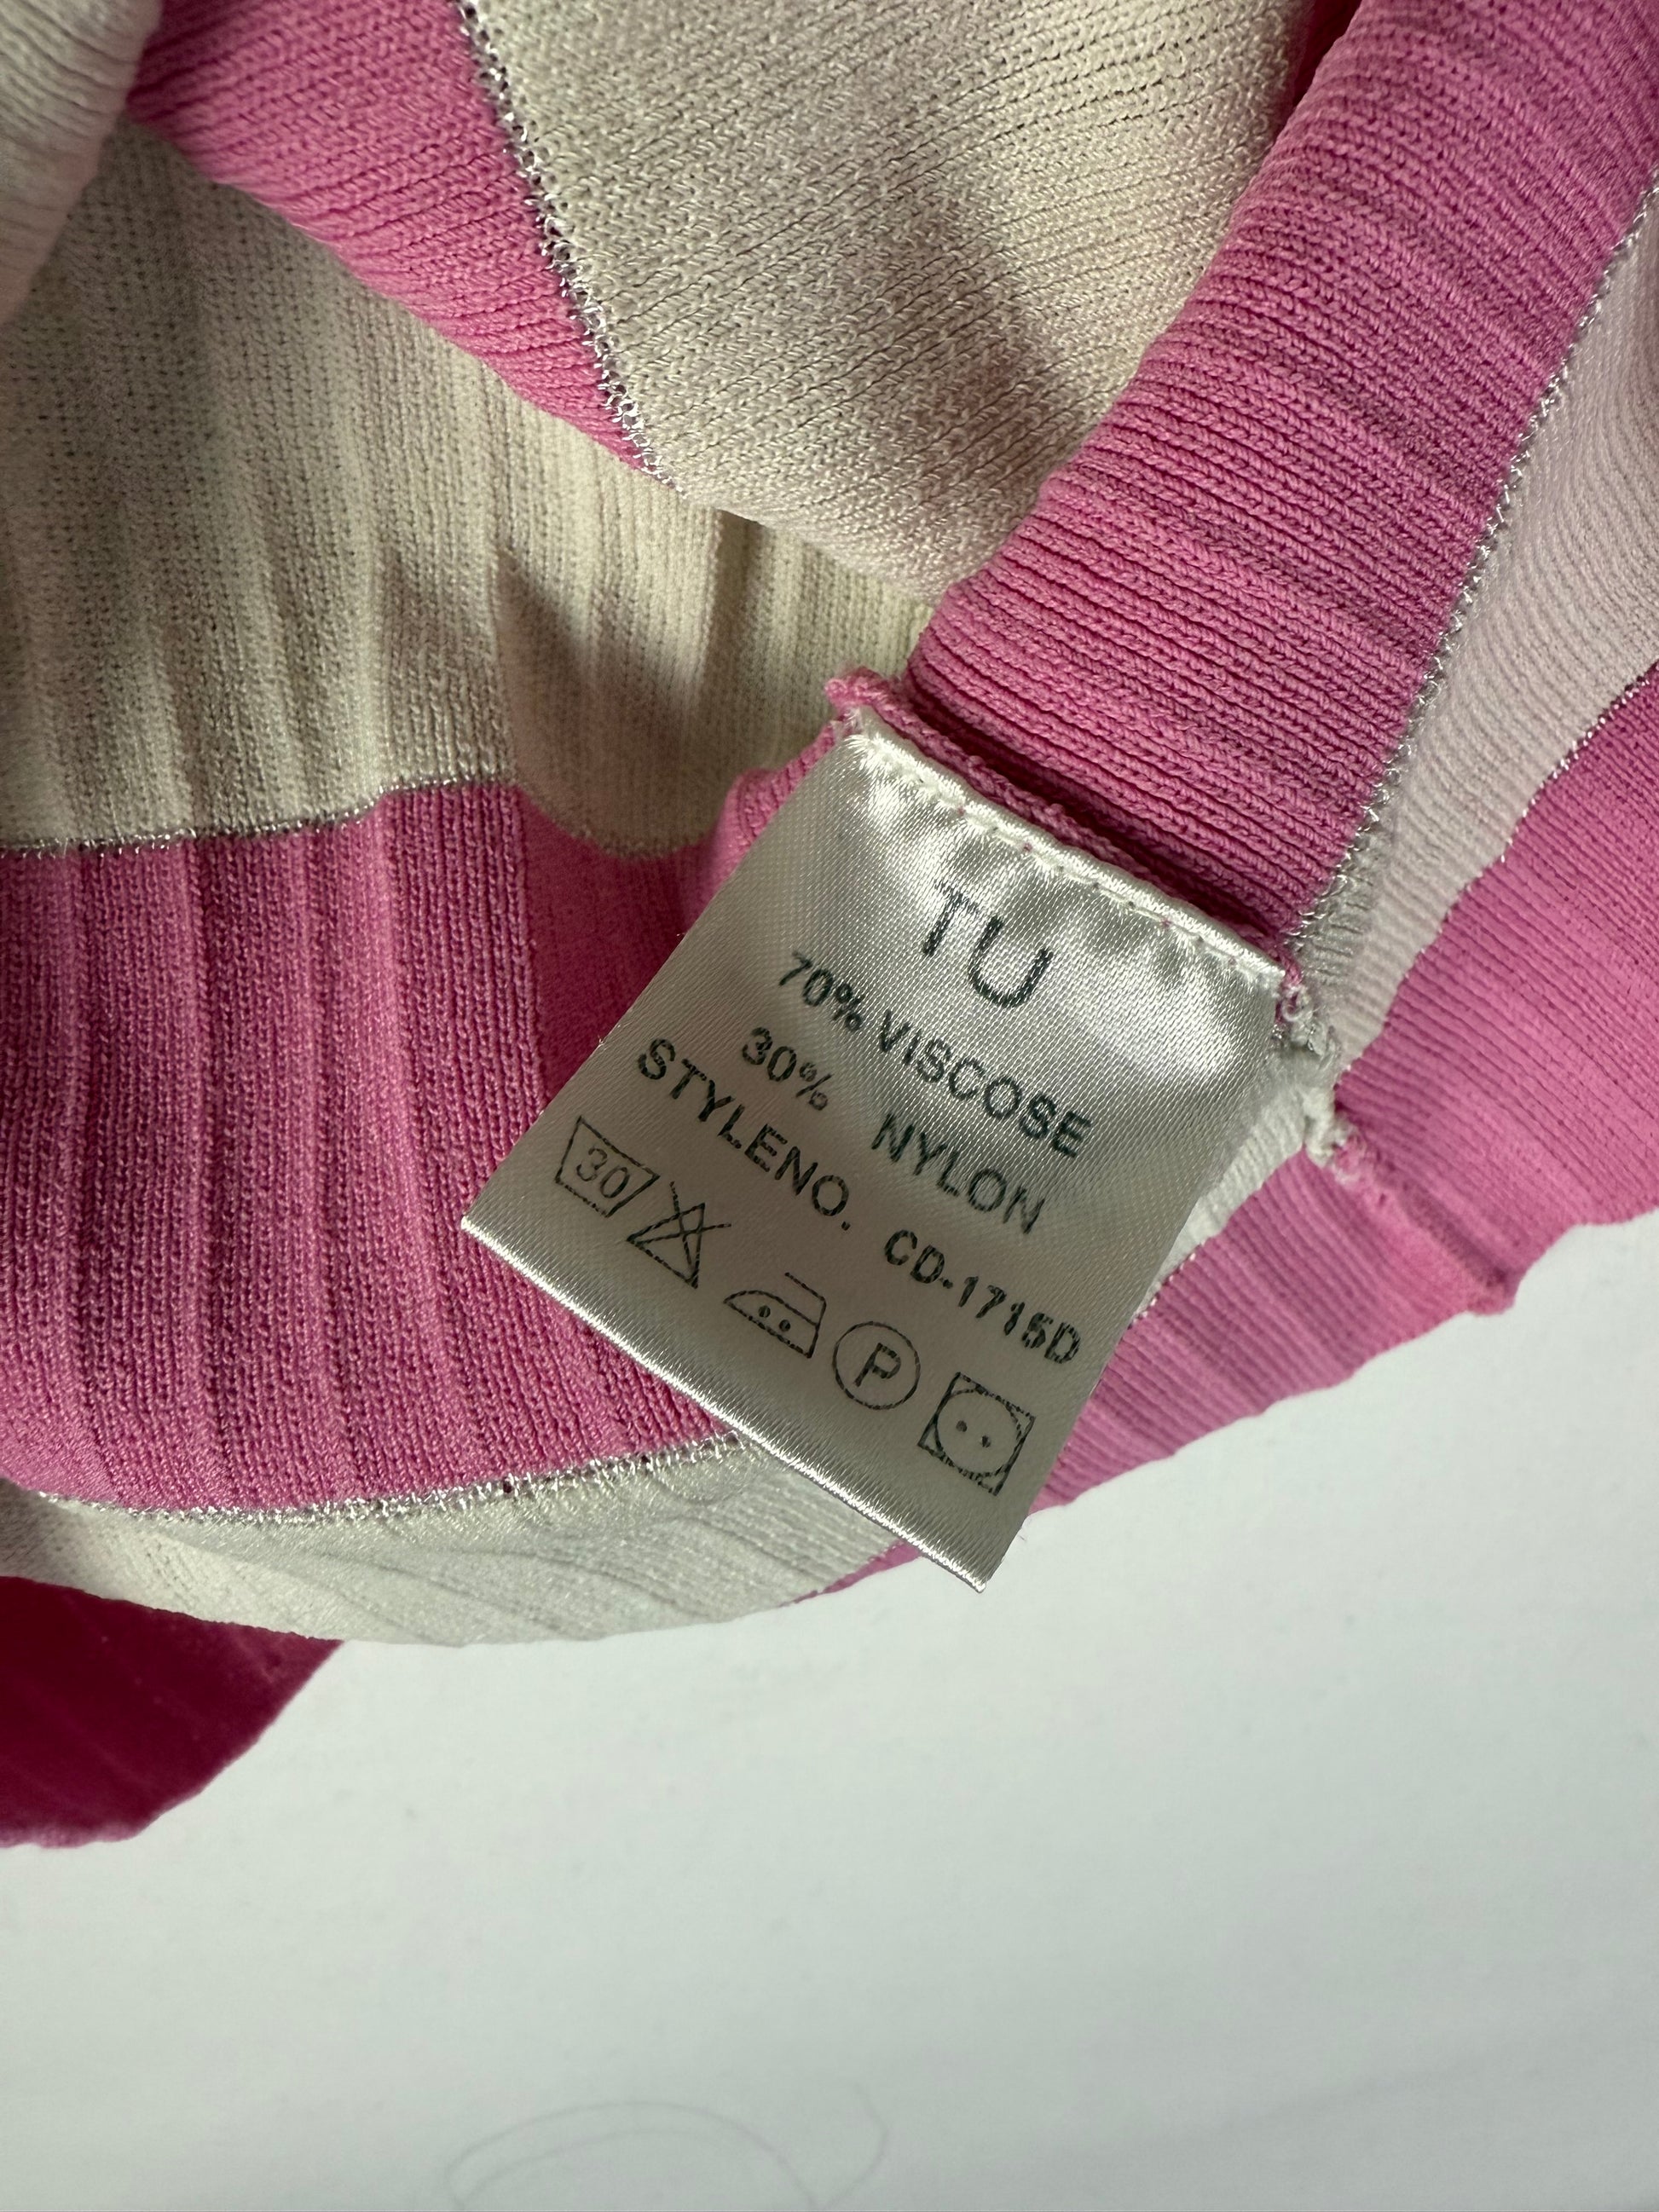 TU
70% VISCOSE
30% NYLON
STYLENO. CD-1715D
30 P